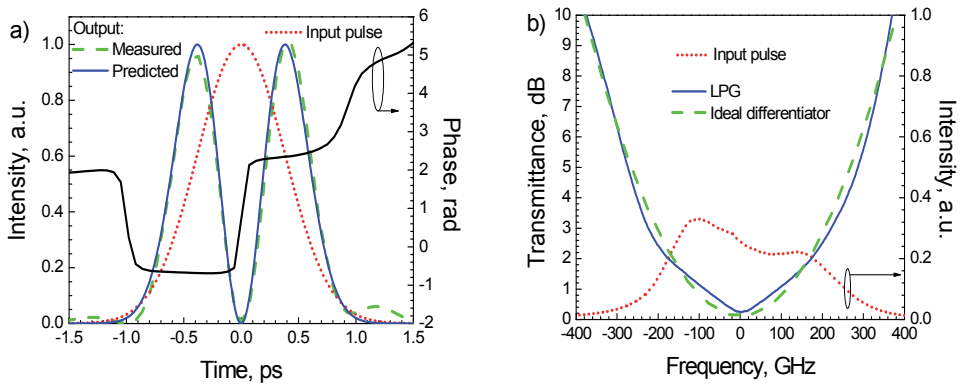 a)
Output:
Measured
Predicted
Input pulse
Intensity, a.u.
1.0
0.8
0.6
0.4
0.2
0.0
6
5
4
3
2
1
0
-1
-2
Phase, rad
-1.5 -1.0 -0.5 0.0 0.5 1.0 1.5
Time, ps
b)
Input pulse
LPG
Ideal differentiator
Transmittance, dB
10
9
8
7
6
5
4
3
2
1
0
1.0
0.8
0.6
0.4
0.2
0.0
Intensity, a.u.
-400 -300 -200 -100 0 100 200 300 400
Frequency, GHz